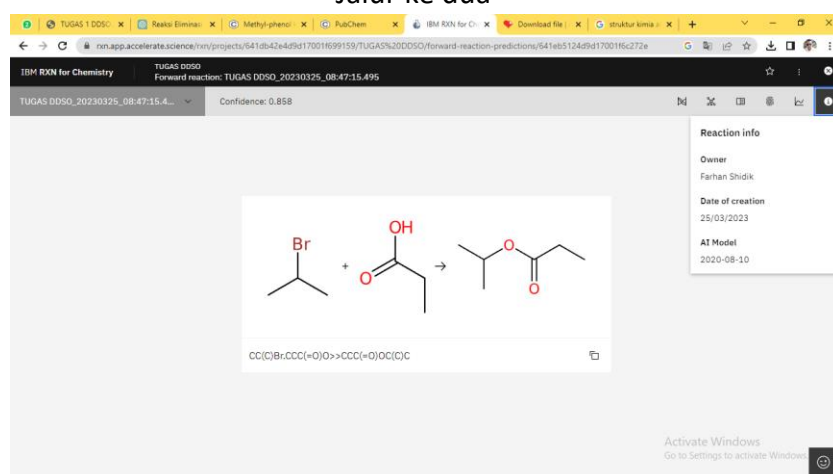 Jalur ke dua
TUGAS 1 DDSO
Reaksi Eliminas
Methyl-phenol
PubChem
IBM RXN for Ch
Download file |
struktur kimia
rxn.app.accelerate.science/rxn/projects/641db42e4d9d17001f699159/TUGAS%20DDSO/forward-reaction-predictions/641eb5124d9d17001f6c272e
IBM RXN for Chemistry
TUGAS DDSO
Forward reaction: TUGAS DDSO_20230325_08:47:15.495
TUGAS DDSO_20230325_08:47:15.4...
Confidence: 0.858
Reaction info
Owner
Farhan Shidik
Date of creation
25/03/2023
AI Model
2020-08-10
Br
+
OH
O
→
O
O
CC(C)Br.CCC(=O)O>>CCC(=O)OC(C)C
Activate Windows
Go to Settings to activate Windows.